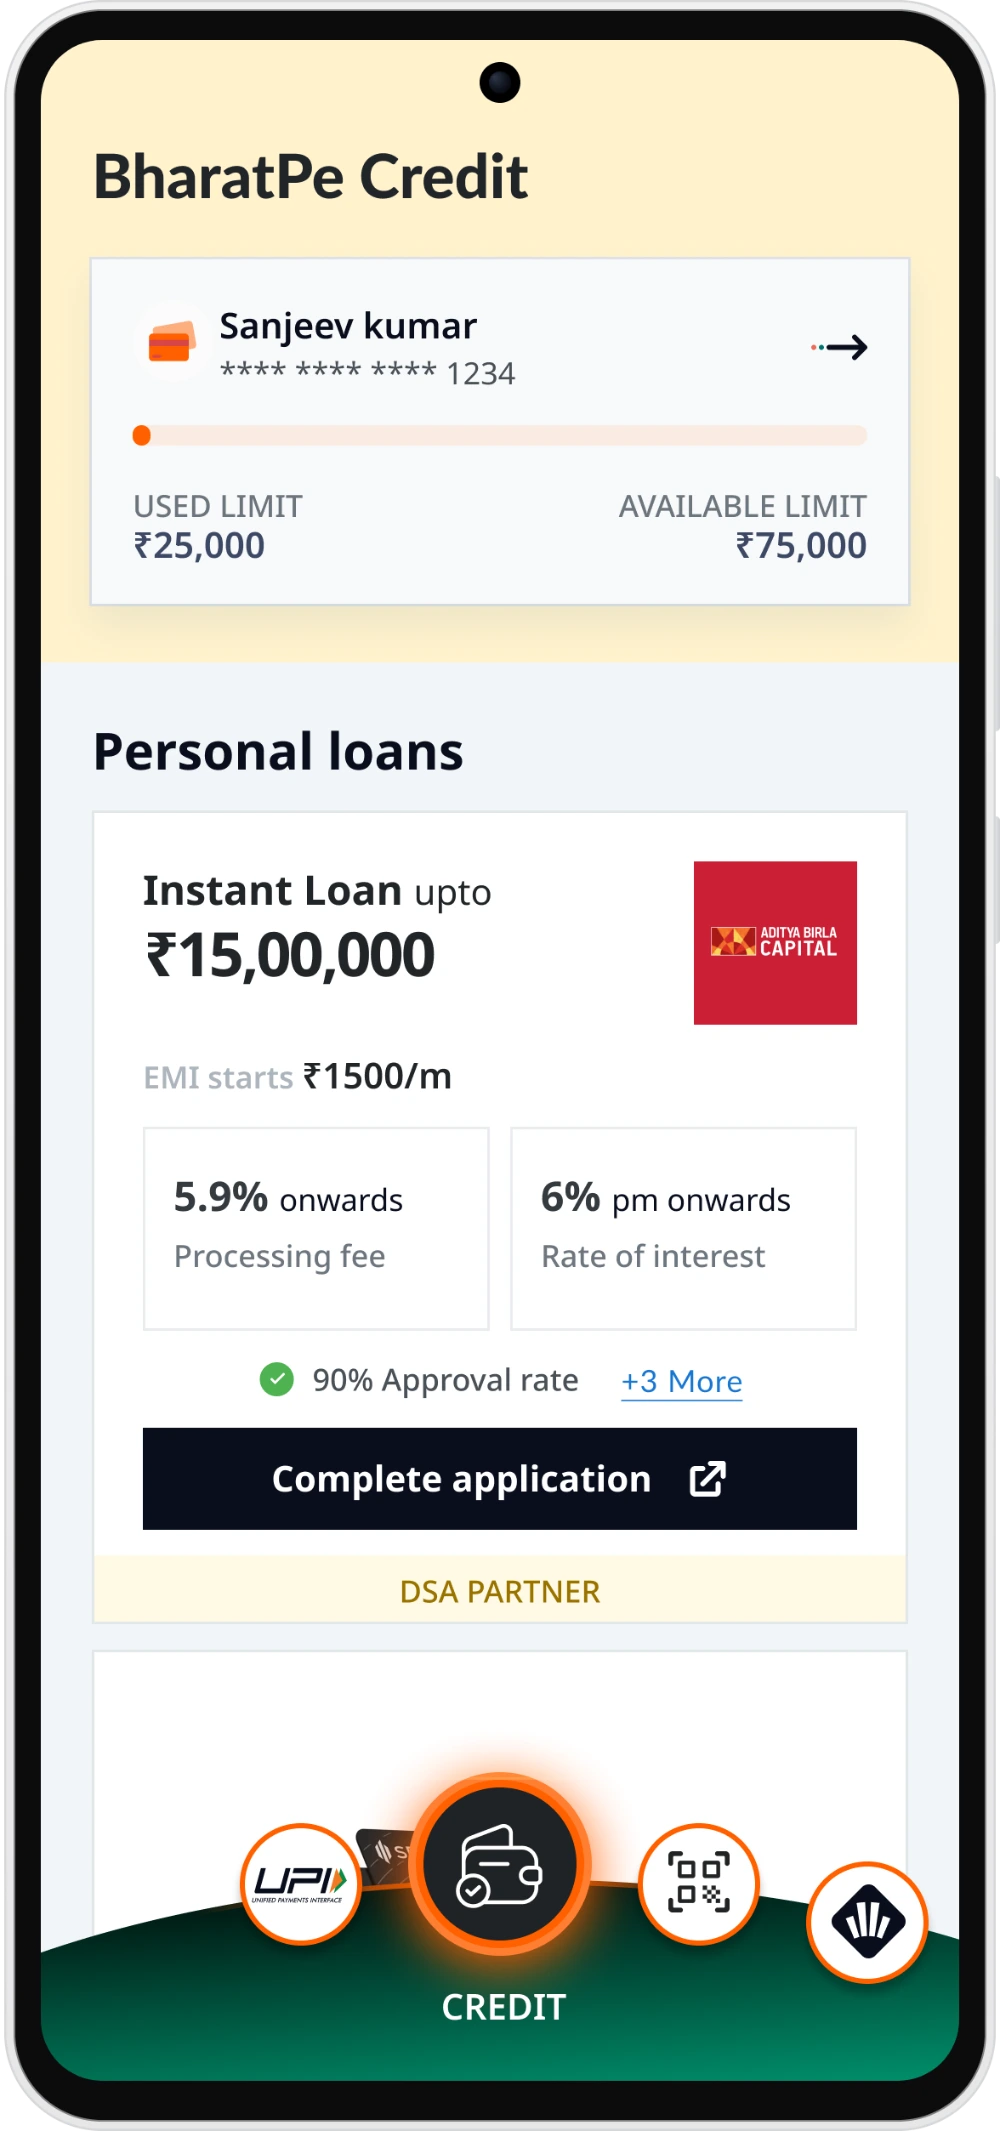 BharatPe Credit
Sanjeev kumar
**** **** **** 1234
USED LIMIT
₹25,000
AVAILABLE LIMIT
₹75,000
Personal loans
Instant Loan upto
₹15,00,000
ADITYA BIRLA
CAPITAL
EMI starts ₹1500/m
5.9% onwards
Processing fee
6% pm onwards
Rate of interest
90% Approval rate +3 More
Complete application
DSA PARTNER
UPI
UNIFIED PAYMENTS INTERFACE
CREDIT